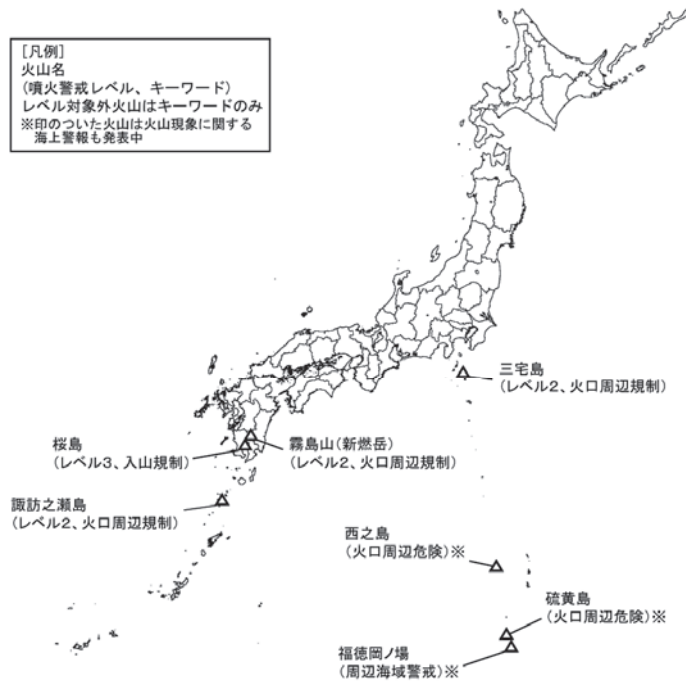 [凡例]
火山名
(噴火警戒レベル、キーワード)
レベル対象外火山はキーワードのみ
※印のついた火山は火山現象に関する
海上警報も発表中
三宅島
(レベル2、火口周辺規制)
桜島
(レベル3、入山規制)
霧島山(新燃岳)
(レベル2、火口周辺規制)
諏訪之瀬島
(レベル2、火口周辺規制)
西之島
(火口周辺危険)※
硫黄島
(火口周辺危険)※
福徳岡ノ場
(周辺海域警戒)※